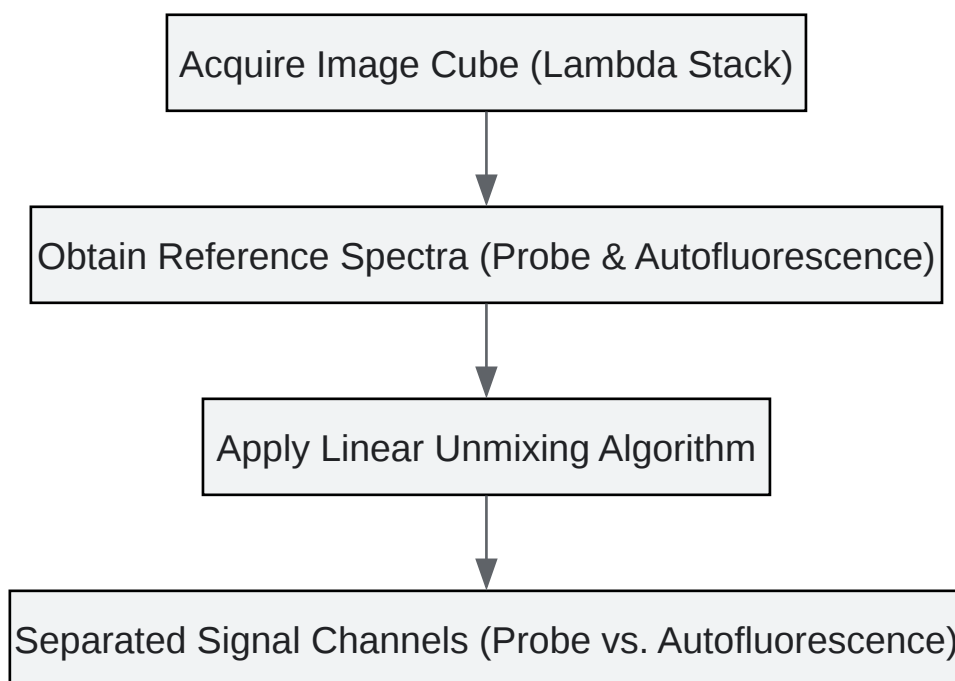 Acquire Image Cube (Lambda Stack)
Obtain Reference Spectra (Probe & Autofluorescence)
Apply Linear Unmixing Algorithm
Separated Signal Channels (Probe vs. Autofluorescence)